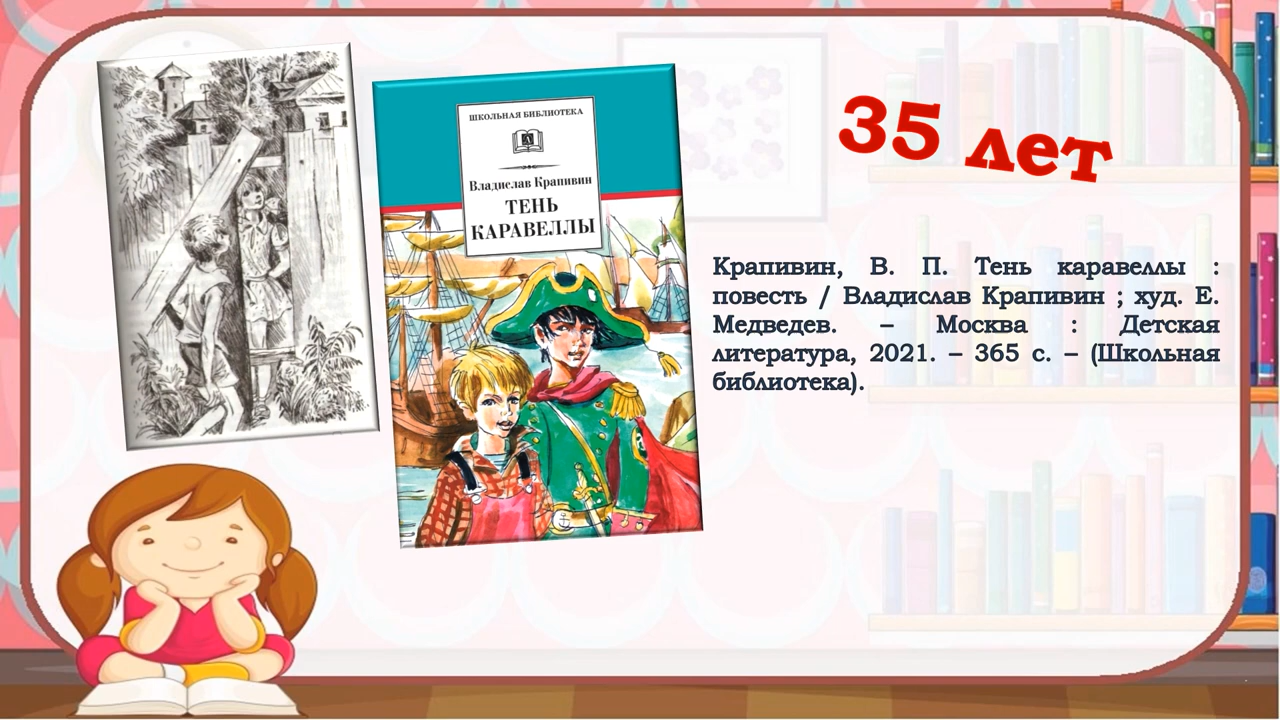 ШКОЛЬНАЯ БИБЛИОТЕКА
Владислав Крапивин
ТЕНЬ
КАРАВЕЛЛЫ
35 лет
Крапивин, В. П. Тень каравеллы :
повесть / Владислав Крапивин ; худ. Е.
Медведев. – Москва : Детская
литература, 2021. – 365 с. – (Школьная
библиотека).